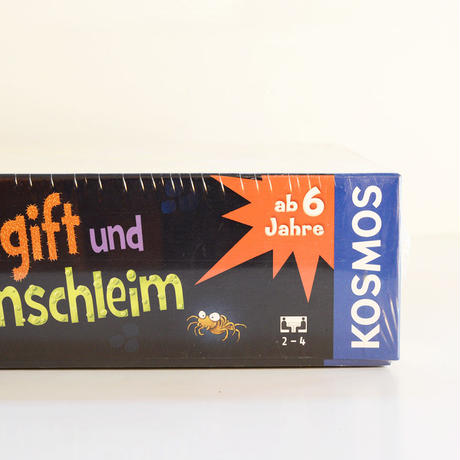 gift und
nschleim
ab 6
Jahre
2 – 4
KOSMOS